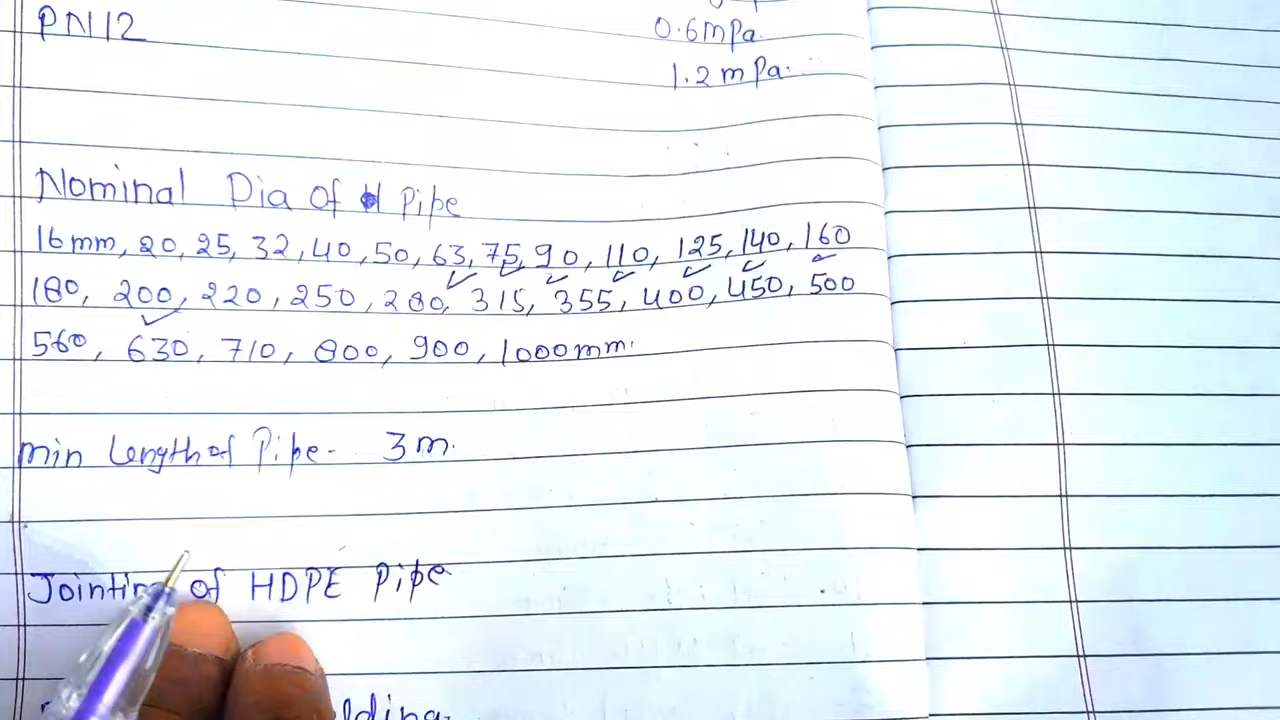 PN12
0.6mPa.
1.2mPa.
Nominal Dia of Pipe
16mm, 20, 25, 32, 40, 50, 63, 75, 90, 110, 125, 140, 160
180, 200, 220, 250, 280, 315, 355, 400, 450, 500
560, 630, 710, 800, 900, 1000mm.
min Length of Pipe - 3m.
Jointing of HDPE Pipe